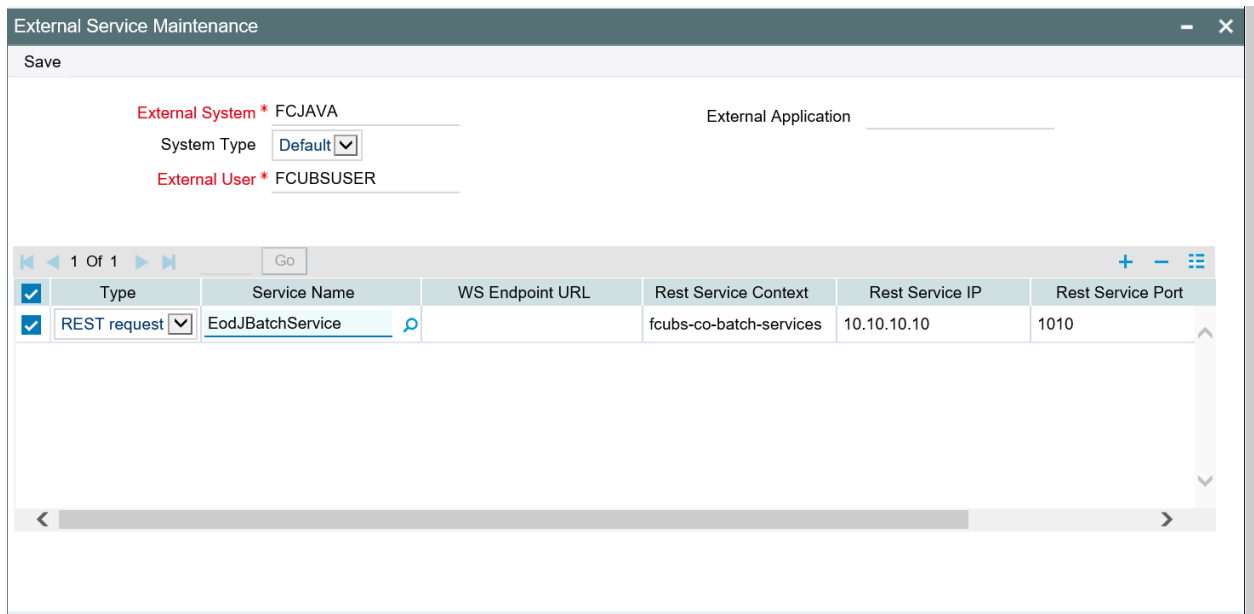 External Service Maintenance
Save
External System * FCJAVA
External Application
System Type Default
External User * FCUBSUSER
1 Of 1 Go
Type Service Name WS Endpoint URL Rest Service Context Rest Service IP Rest Service Port
REST request EodJBatchService fcubs-co-batch-services 10.10.10.10 1010